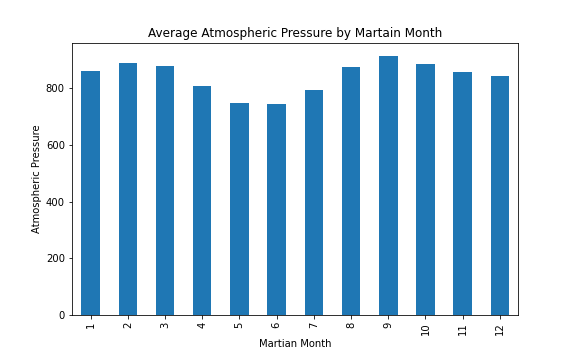 Average Atmospheric Pressure by Martain Month
Atmospheric Pressure
800
600
400
200
0
1 2 3 4 5 6 7 8 9 10 11 12
Martian Month